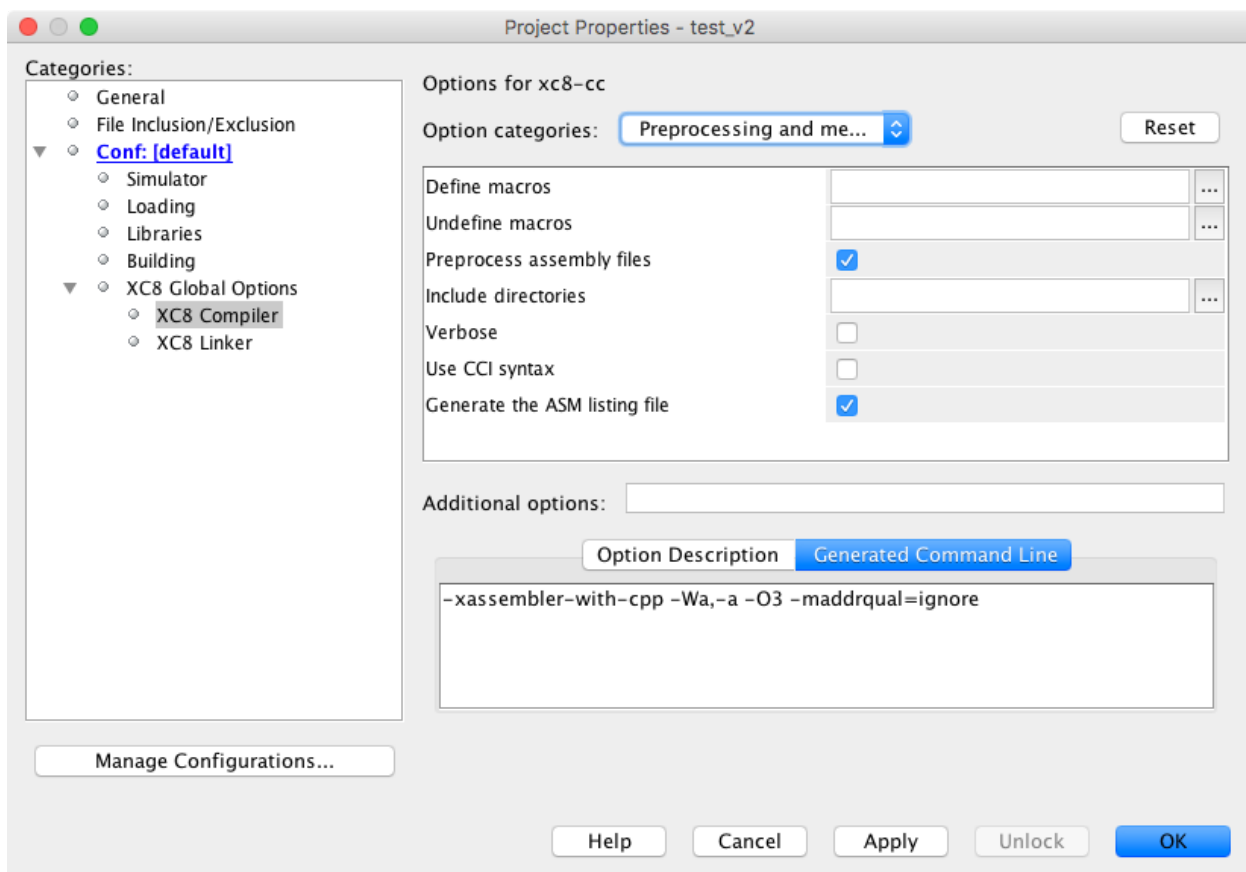 Project Properties - test_v2
Categories:
General
File Inclusion/Exclusion
Conf: [default]
Simulator
Loading
Libraries
Building
XC8 Global Options
XC8 Compiler
XC8 Linker
Manage Configurations...
Options for xc8-cc
Option categories: Preprocessing and me... Reset
Define macros ...
Undefine macros ...
Preprocess assembly files
Include directories ...
Verbose
Use CCI syntax
Generate the ASM listing file
Additional options:
Option Description Generated Command Line
-xassembler-with-cpp -Wa,-a -O3 -maddrqual=ignore
Help Cancel Apply Unlock OK